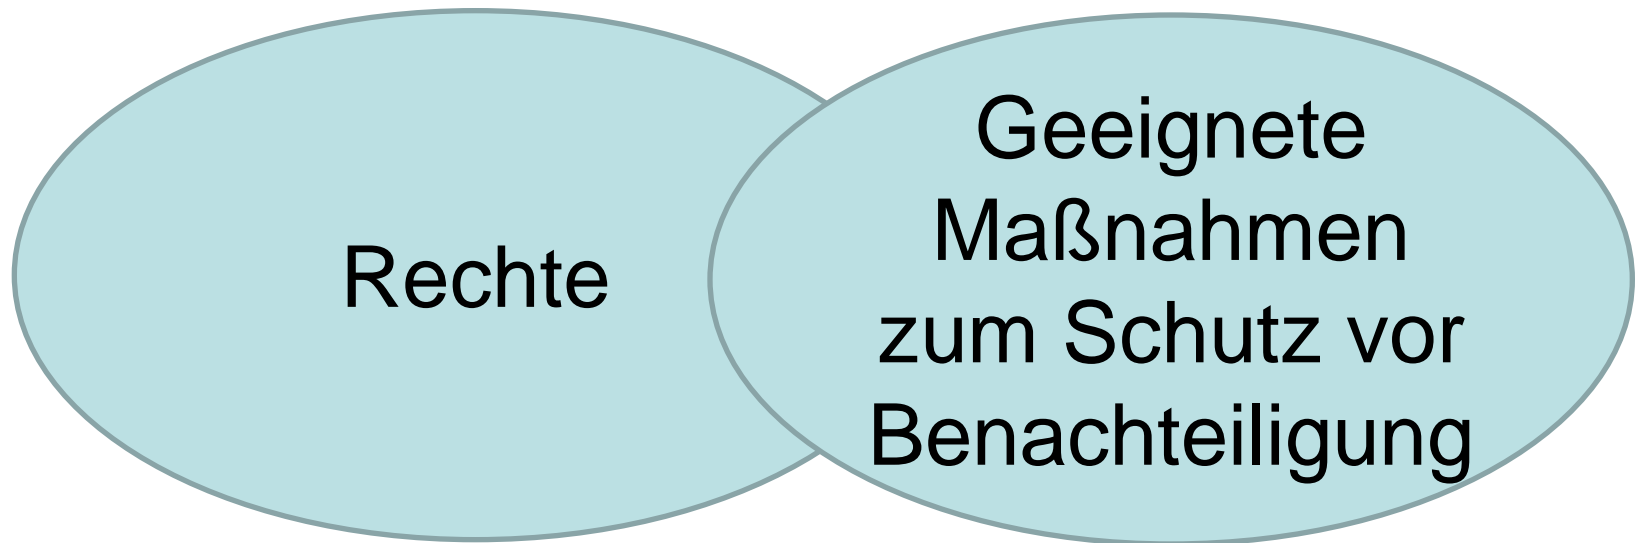 Rechte
Geeignete
Maßnahmen
zum Schutz vor
Benachteiligung